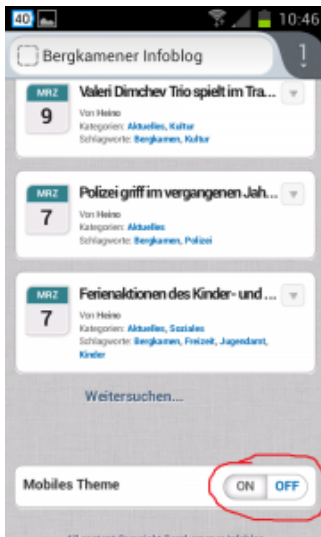 40 10:46
Bergkamener Infoblog 1
MRZ Valeri Dimchev Trio spielt im Tra...
9 Von Heino
Kategorien: Aktuelles, Kultur
Schlagworte: Bergkamen, Kultur
MRZ Polizei griff im vergangenen Jah...
7 Von Heino
Kategorien: Aktuelles
Schlagworte: Bergkamen, Polizei
MRZ Ferienaktionen des Kinder- und ...
7 Von Heino
Kategorien: Aktuelles, Soziales
Schlagworte: Bergkamen, Freizeit, Jugendamt,
Kinder
Weitersuchen...
Mobiles Theme ON OFF